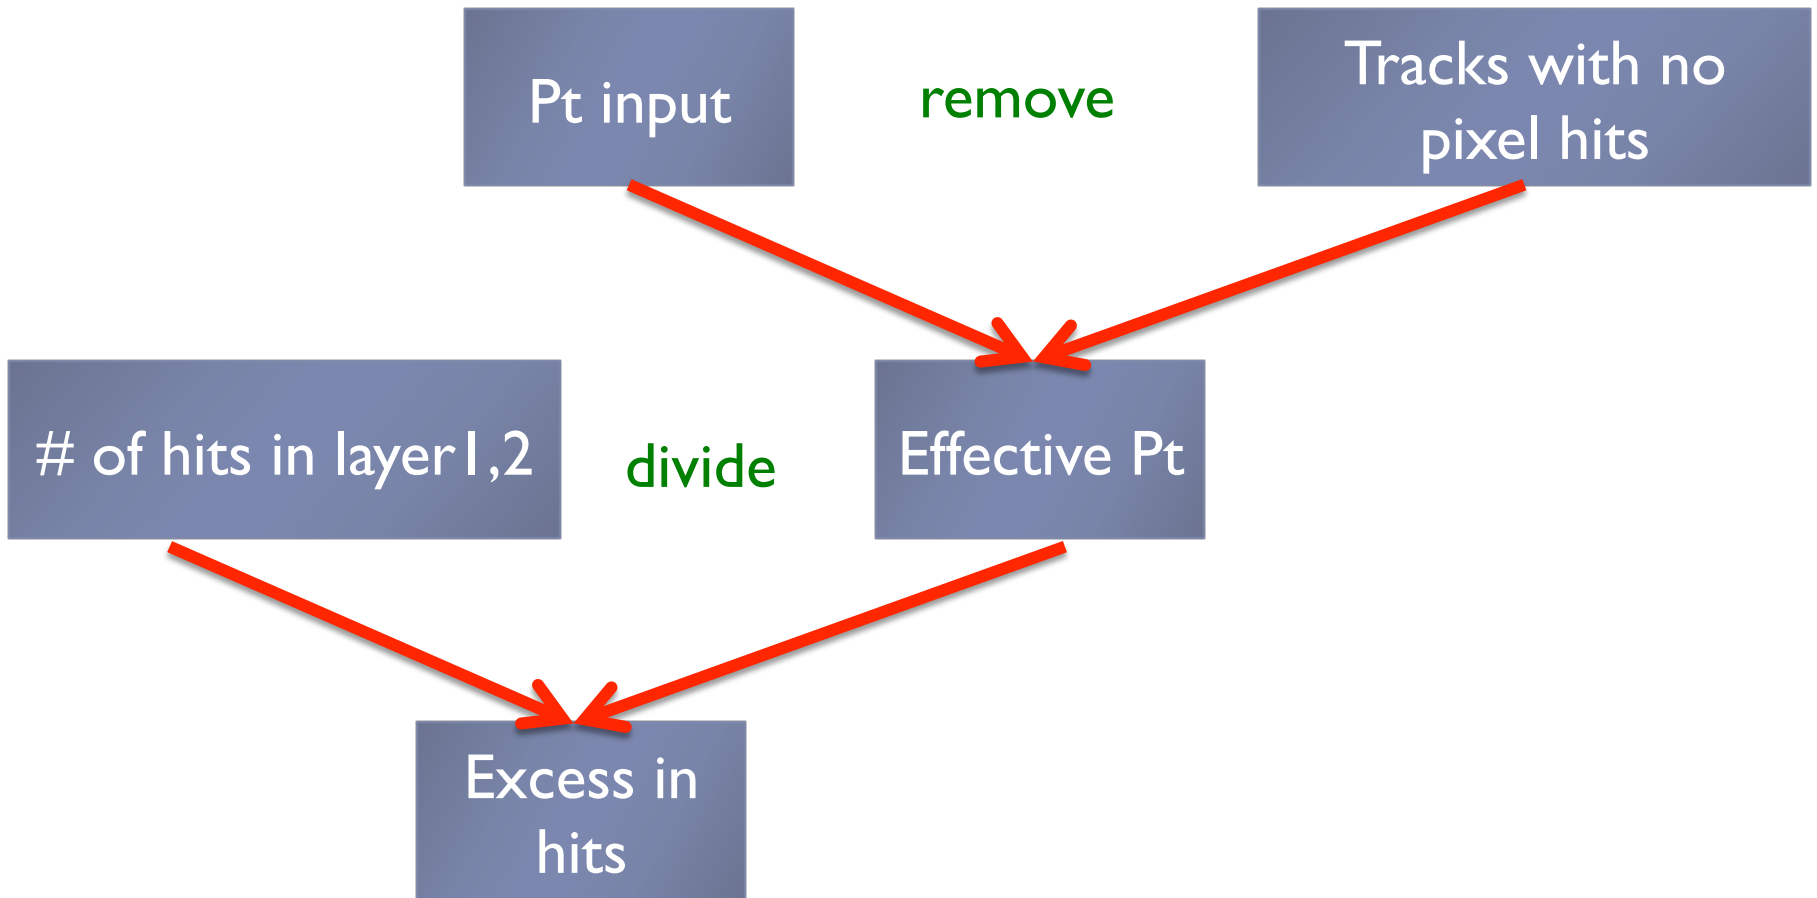 Pt input
remove
Tracks with no
pixel hits
# of hits in layer1,2
divide
Effective Pt
Excess in
hits